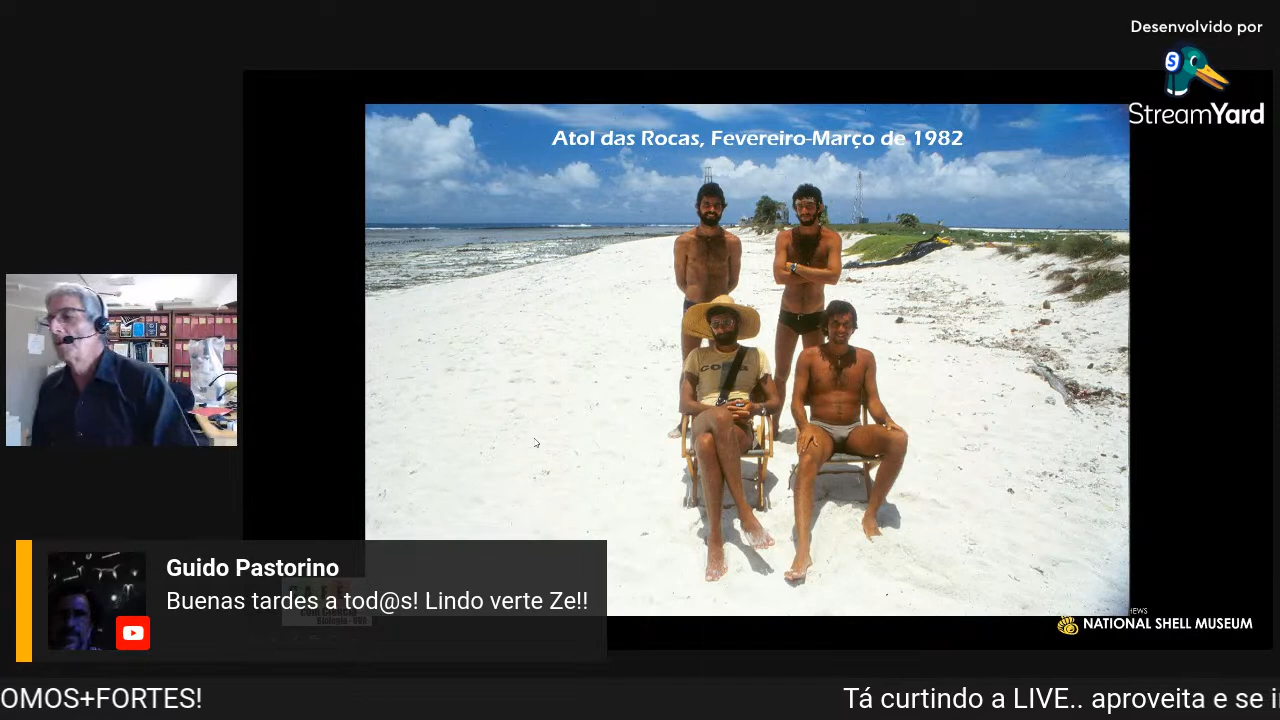 Desenvolvido por
StreamYard
Atol das Rocas, Fevereiro-Março de 1982
Guido Pastorino
Buenas tardes a tod@s! Lindo verte Ze!!
NATIONAL SHELL MUSEUM
OMOS+FORTES!
Tá curtindo a LIVE.. aproveita e se i